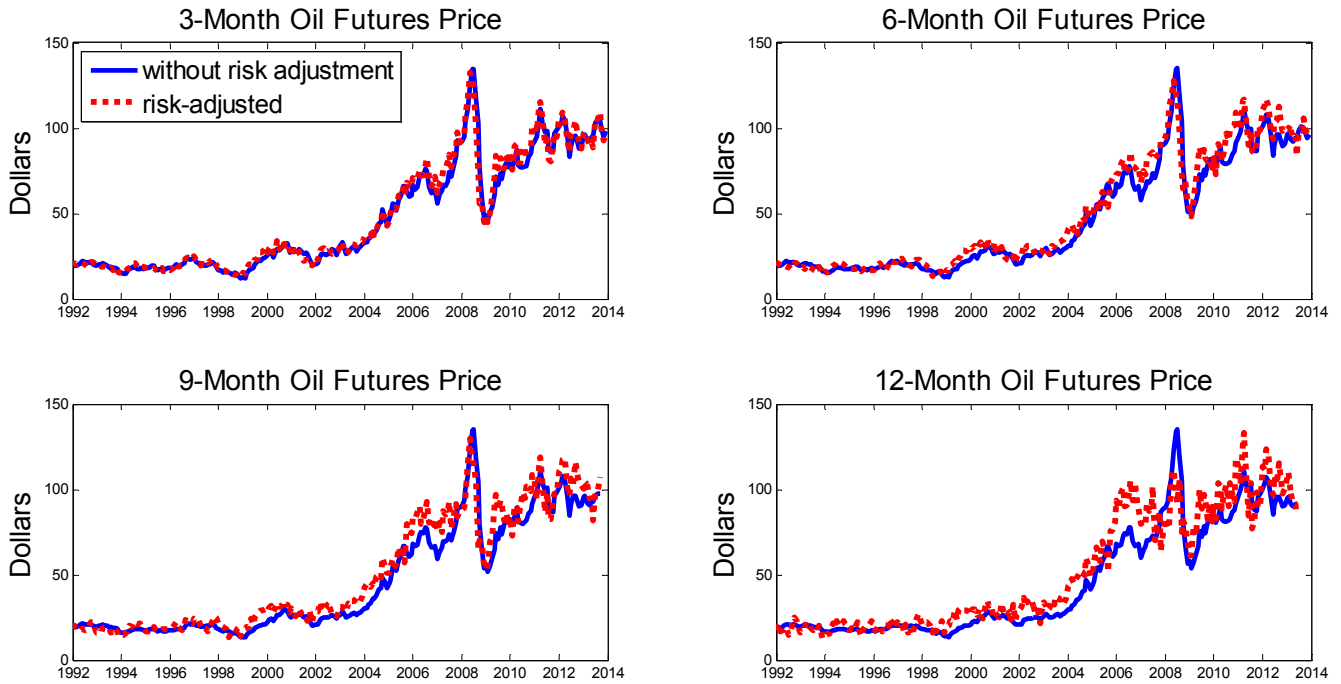 3-Month Oil Futures Price
150
100
50
0
Dollars
without risk adjustment
risk-adjusted
1992 1994 1996 1998 2000 2002 2004 2006 2008 2010 2012 2014
6-Month Oil Futures Price
150
100
50
0
Dollars
1992 1994 1996 1998 2000 2002 2004 2006 2008 2010 2012 2014
9-Month Oil Futures Price
150
100
50
0
Dollars
1992 1994 1996 1998 2000 2002 2004 2006 2008 2010 2012 2014
12-Month Oil Futures Price
150
100
50
0
Dollars
1992 1994 1996 1998 2000 2002 2004 2006 2008 2010 2012 2014